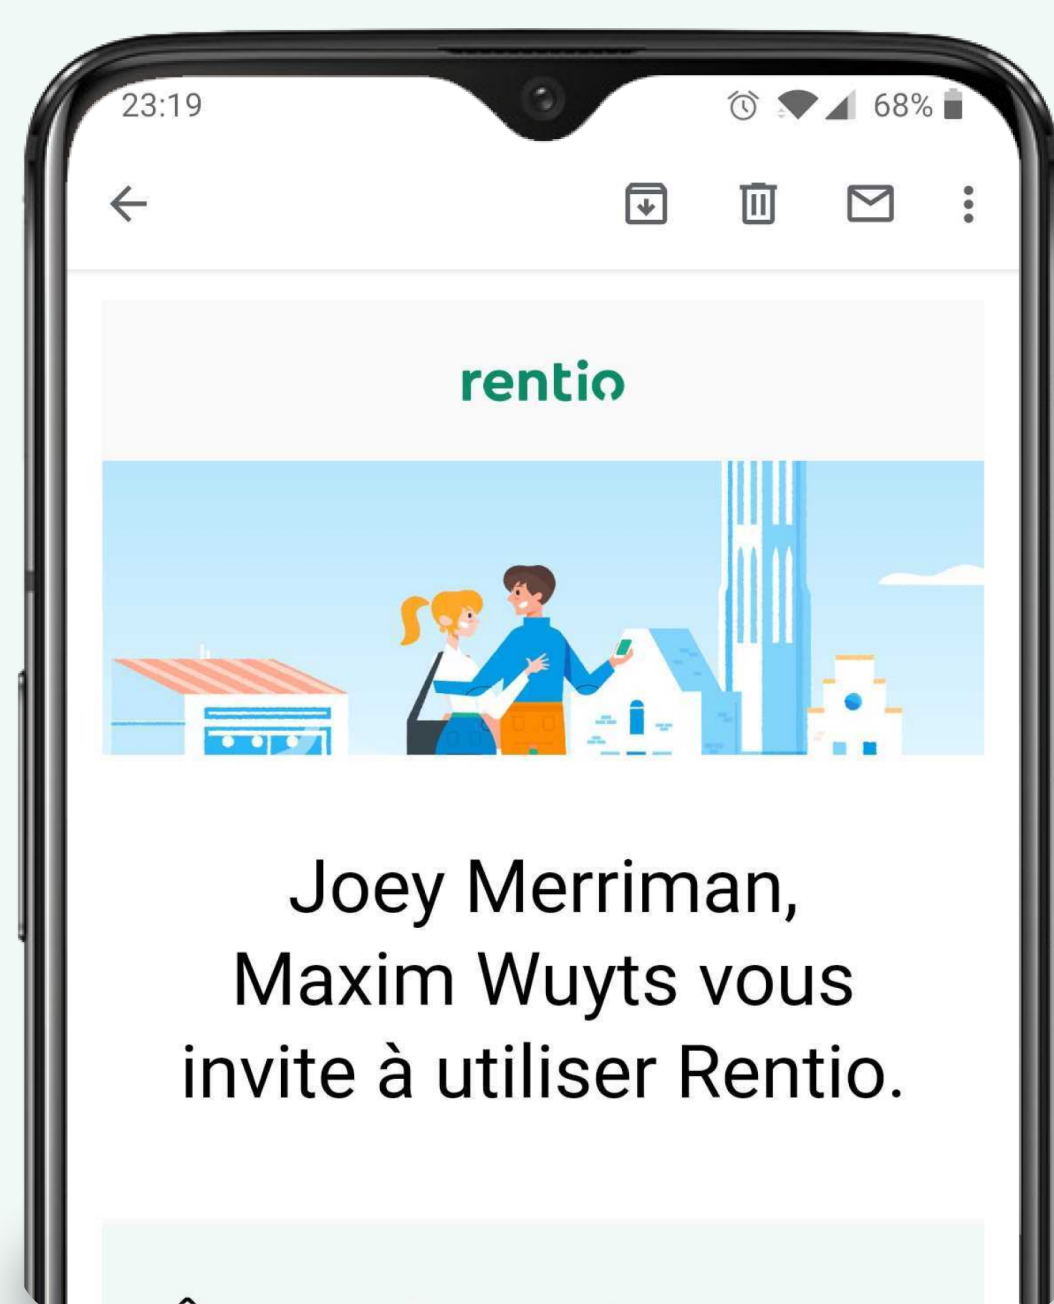 23:19
68%
rentio
Joey Merriman,
Maxim Wuyts vous
invite à utiliser Rentio.